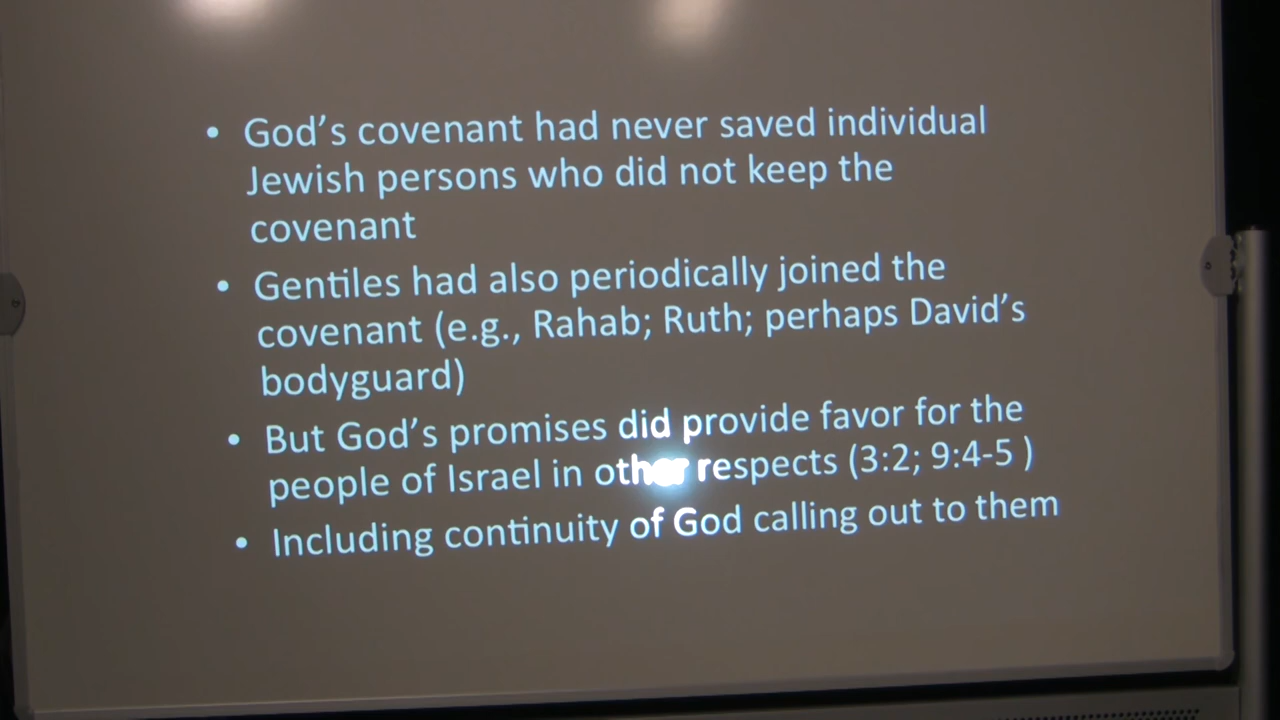 • God's covenant had never saved individual
Jewish persons who did not keep the
covenant
• Gentiles had also periodically joined the
covenant (e.g., Rahab; Ruth; perhaps David's
bodyguard)
• But God's promises did provide favor for the
people of Israel in other respects (3:2; 9:4-5 )
• Including continuity of God calling out to them